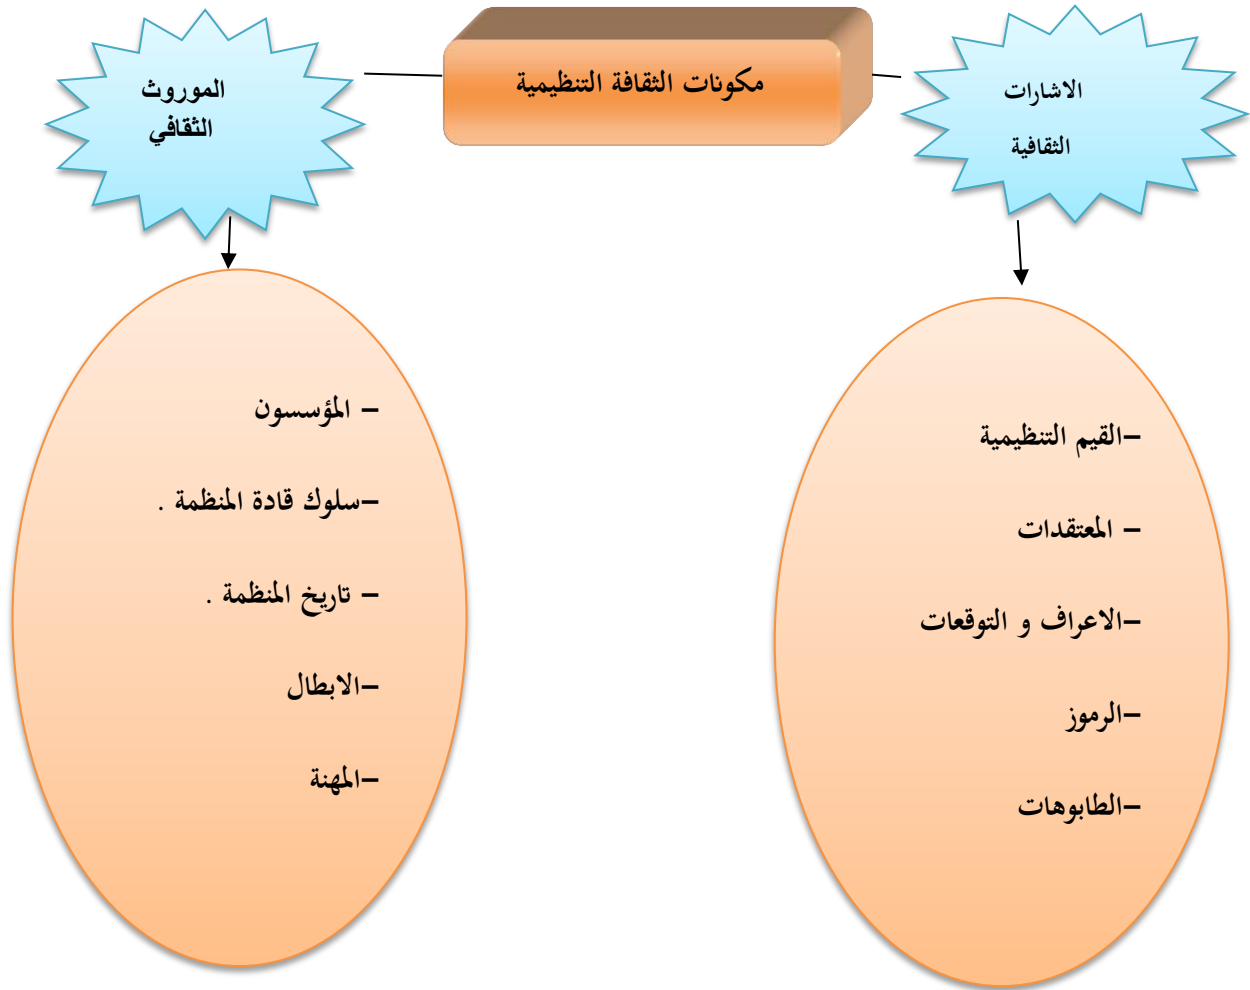 مكونات الثقافة التنظيمية
الاشارات
الثقافية
–القيم التنظيمية
– المعتقدات
–الاعراف و التوقعات
–الرموز
–الطابوهات
الموروث
الثقافي
– المؤسسون
–سلوك قادة المنظمة .
– تاريخ المنظمة .
–الابطال
–المهنة